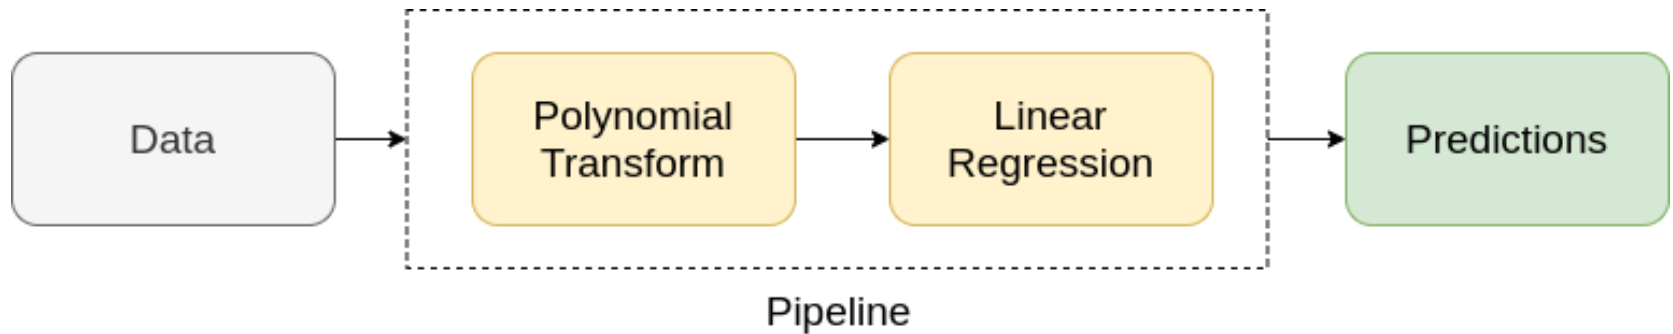 Data
Polynomial
Transform
Linear
Regression
Predictions
Pipeline